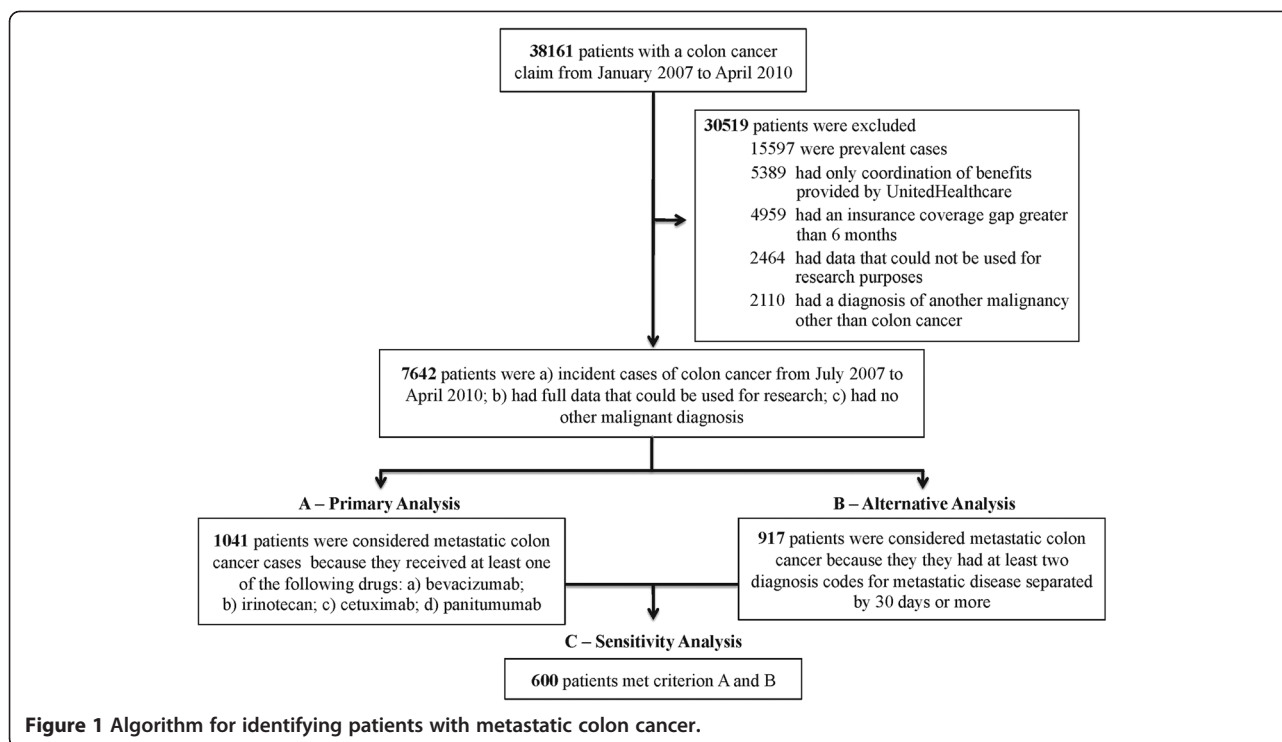 38161 patients with a colon cancer
claim from January 2007 to April 2010
30519 patients were excluded
15597 were prevalent cases
5389 had only coordination of benefits
provided by UnitedHealthcare
4959 had an insurance coverage gap greater
than 6 months
2464 had data that could not be used for
research purposes
2110 had a diagnosis of another malignancy
other than colon cancer
7642 patients were a) incident cases of colon cancer from July 2007 to
April 2010; b) had full data that could be used for research; c) had no
other malignant diagnosis
A – Primary Analysis
1041 patients were considered metastatic colon
cancer cases because they received at least one
of the following drugs: a) bevacizumab;
b) irinotecan; c) cetuximab; d) panitumumab
B – Alternative Analysis
917 patients were considered metastatic colon
cancer because they they had at least two
diagnosis codes for metastatic disease separated
by 30 days or more
C – Sensitivity Analysis
600 patients met criterion A and B
Figure 1 Algorithm for identifying patients with metastatic colon cancer.